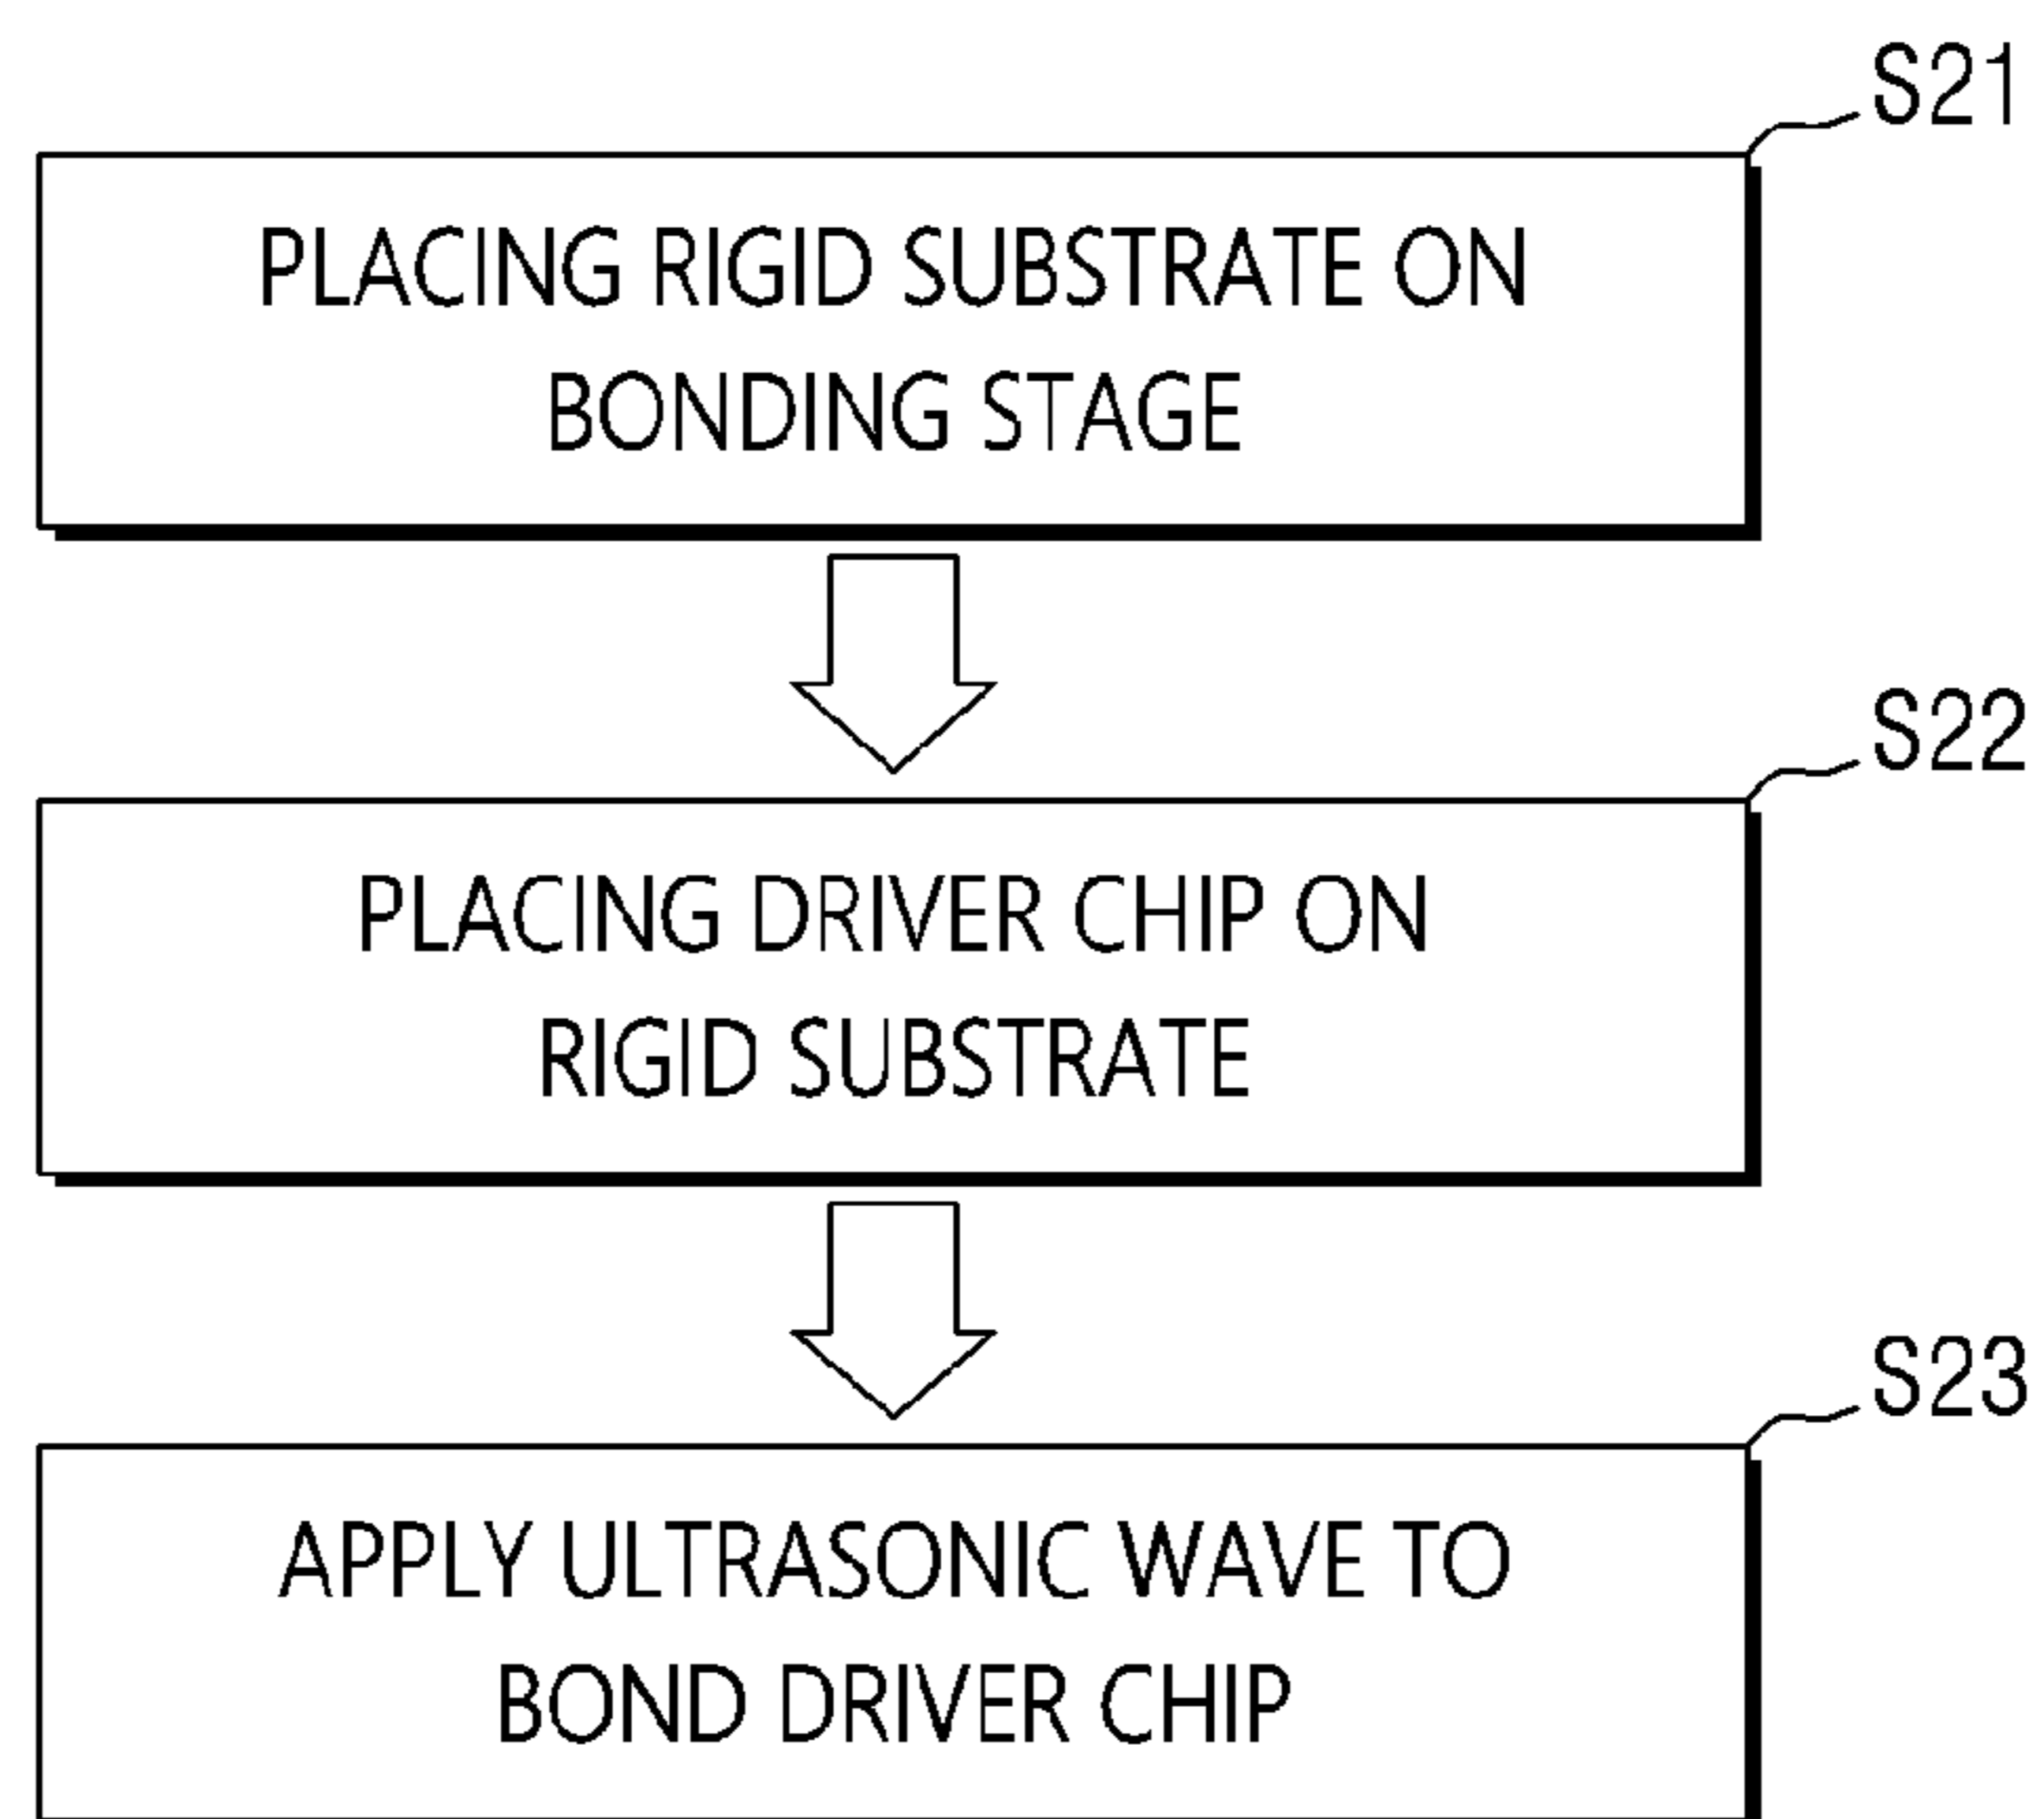 S21
PLACING RIGID SUBSTRATE ON
BONDING STAGE
S22
PLACING DRIVER CHIP ON
RIGID SUBSTRATE
S23
APPLY ULTRASONIC WAVE TO
BOND DRIVER CHIP